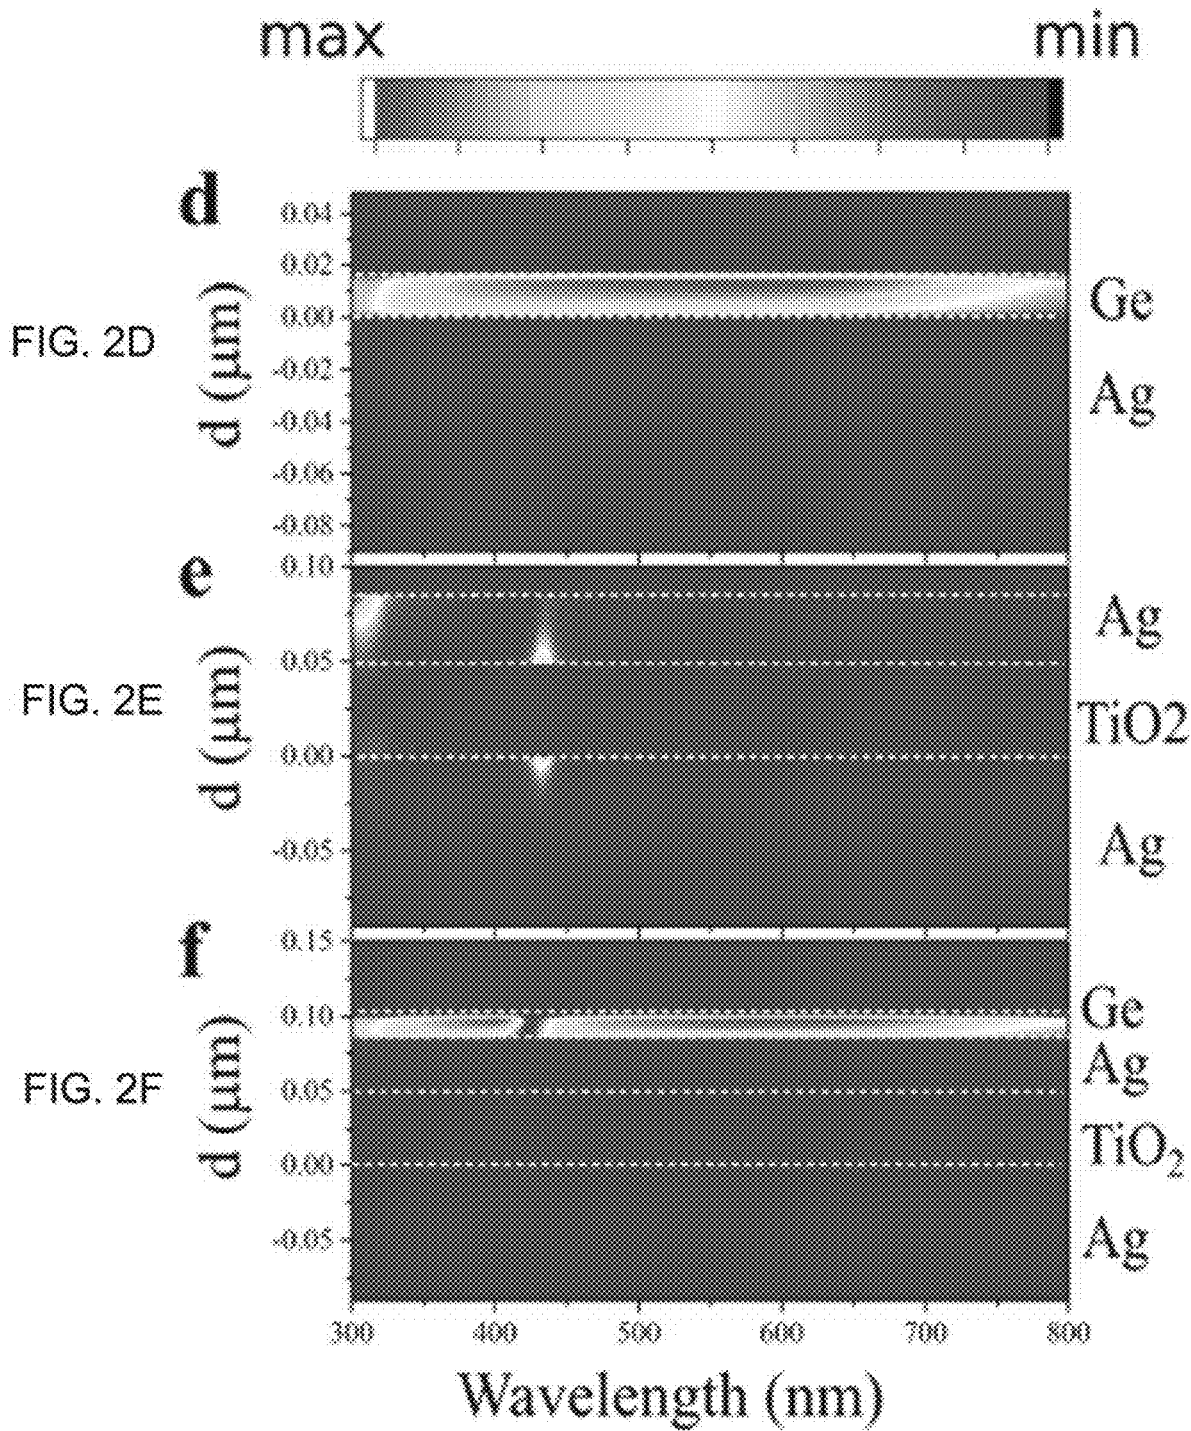 max min
d
0.04
0.02
0.00
-0.02
-0.04
-0.06
-0.08
d (μm)
FIG. 2D
Ge
Ag
e
0.10
0.05
0.00
-0.05
d (μm)
FIG. 2E
Ag
TiO2
Ag
f
0.15
0.10
0.05
0.00
-0.05
d (μm)
FIG. 2F
Ge
Ag
TiO₂
Ag
300 400 500 600 700 800
Wavelength (nm)